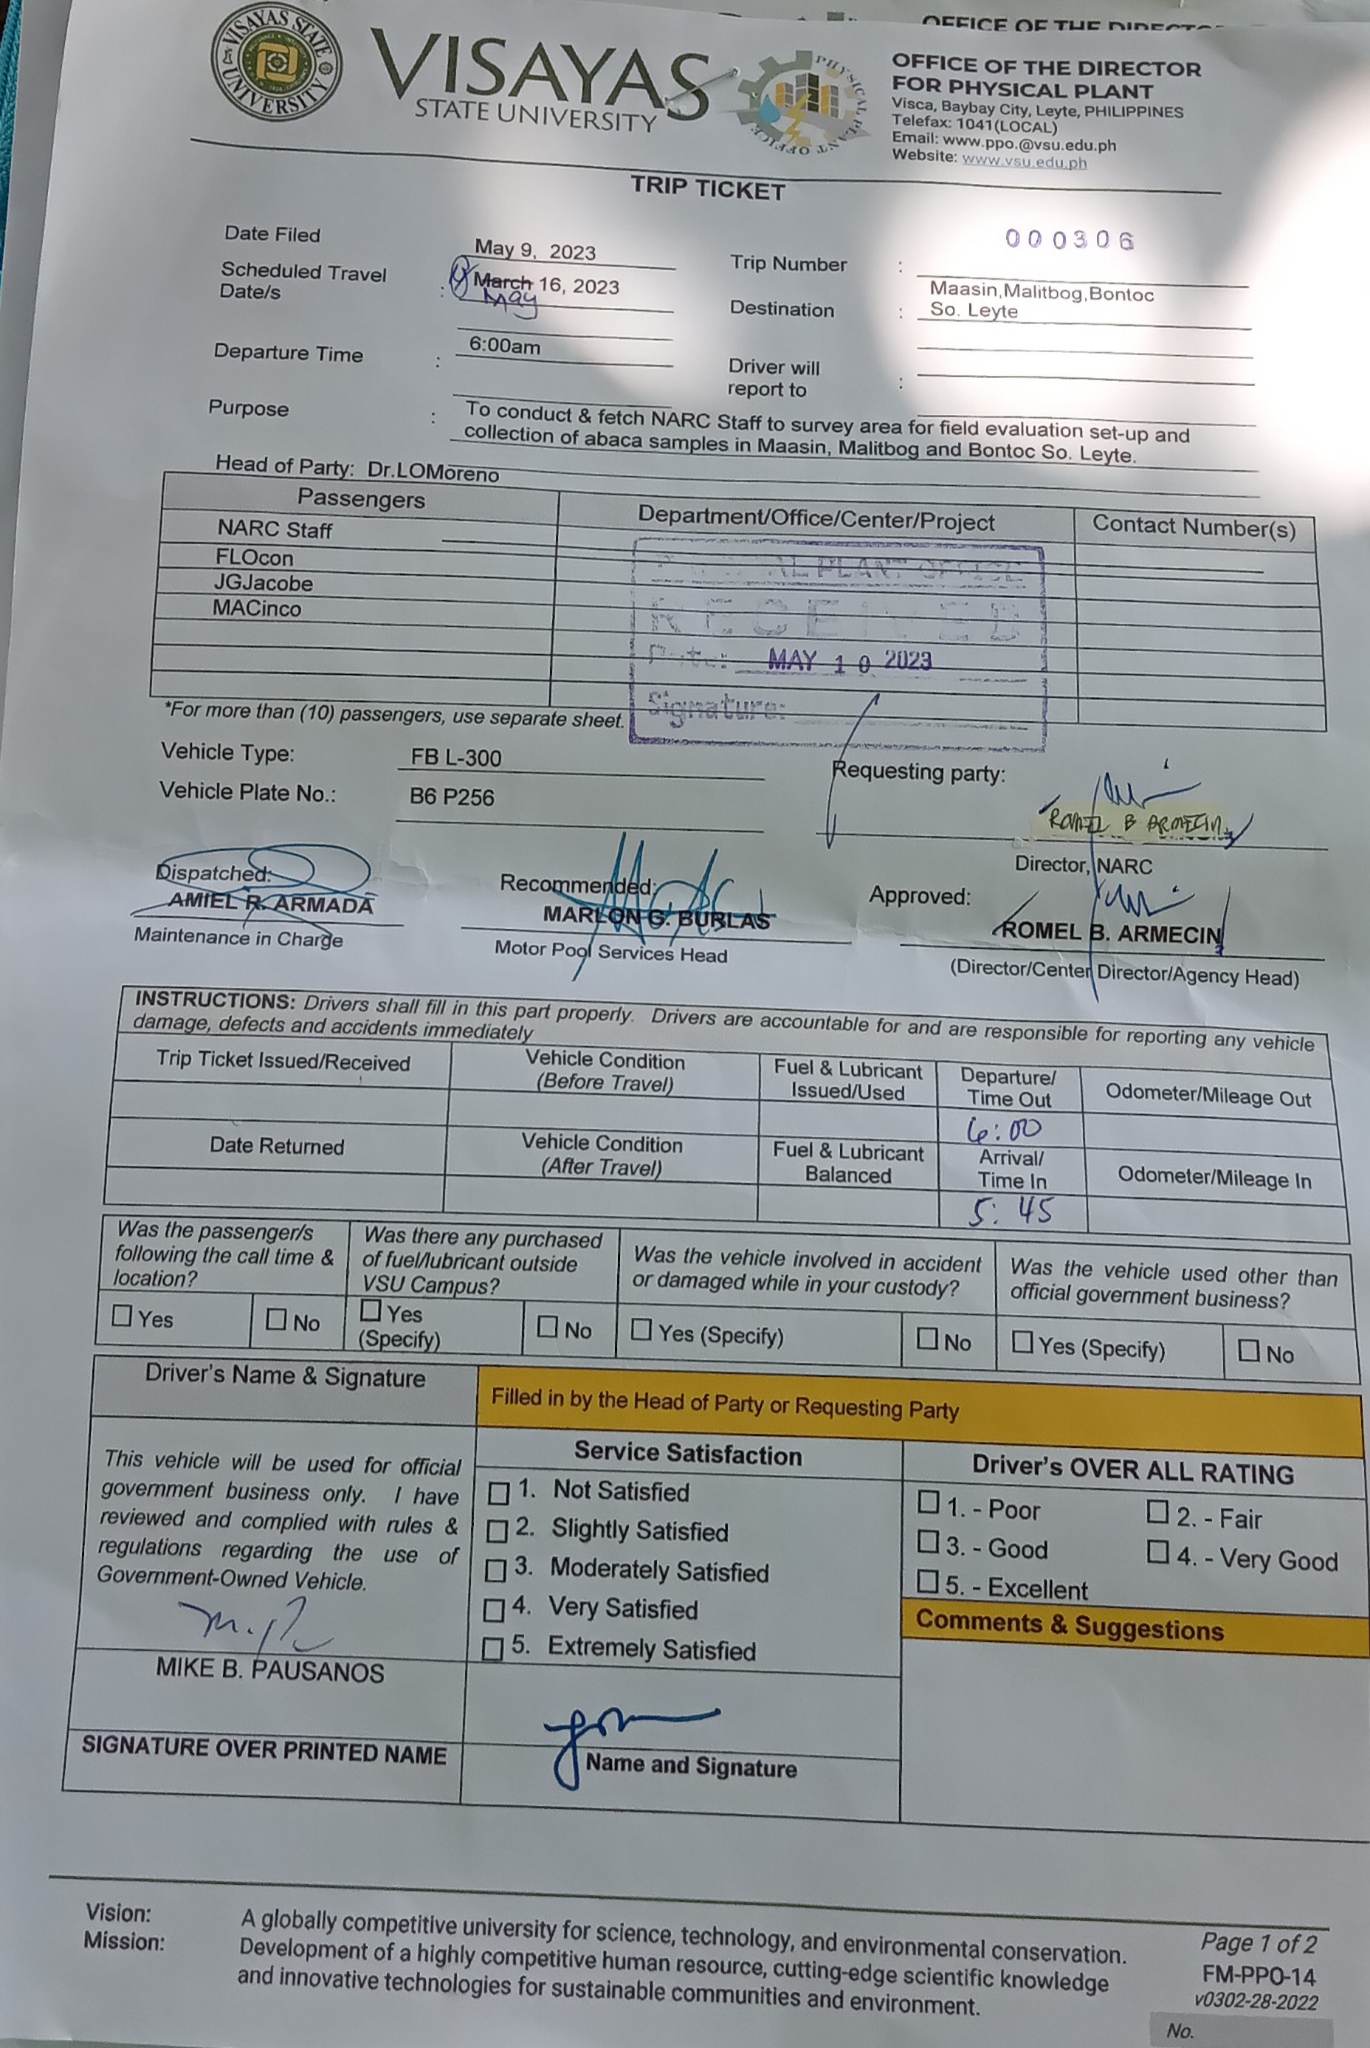 OFFICE OF THE
VISAYAS STATE UNIVERSITY
VISAYAS
STATE UNIVERSITY
PHYSICAL PLANT OFFICE
OFFICE OF THE DIRECTOR
FOR PHYSICAL PLANT
Visca, Baybay City, Leyte, PHILIPPINES
Telefax: 1041(LOCAL)
Email: www.ppo.@vsu.edu.ph
Website: www.vsu.edu.ph
TRIP TICKET
Date Filed May 9, 2023
Trip Number : 000306
Scheduled Travel Date/s : March 16, 2023
May
Destination : Maasin,Malitbog,Bontoc
So. Leyte
Departure Time : 6:00am
Driver will
report to :
Purpose : To conduct & fetch NARC Staff to survey area for field evaluation set-up and
collection of abaca samples in Maasin, Malitbog and Bontoc So. Leyte.
Head of Party: Dr.LOMoreno
Passengers Department/Office/Center/Project Contact Number(s)
NARC Staff
FLOcon
JGJacobe
MACinco
PHYSICAL PLANT OFFICE
RECEIVED
Date: MAY 10 2023
Signature:
*For more than (10) passengers, use separate sheet.
Vehicle Type: FB L-300
Vehicle Plate No.: B6 P256
Requesting party:
ROMEL B ARMECIN
Director, NARC
Dispatched: Recommended: Approved:
AMIEL R. ARMADA MARLON G. BURLAS ROMEL B. ARMECIN
Maintenance in Charge Motor Pool Services Head (Director/Center Director/Agency Head)
INSTRUCTIONS: Drivers shall fill in this part properly. Drivers are accountable for and are responsible for reporting any vehicle
damage, defects and accidents immediately
Trip Ticket Issued/Received Vehicle Condition (Before Travel) Fuel & Lubricant Issued/Used Departure/ Time Out Odometer/Mileage Out
6:00
Date Returned Vehicle Condition (After Travel) Fuel & Lubricant Balanced Arrival/ Time In Odometer/Mileage In
5:45
Was the passenger/s
following the call time &
location?
Was there any purchased
of fuel/lubricant outside
VSU Campus?
Was the vehicle involved in accident
or damaged while in your custody?
Was the vehicle used other than
official government business?
Yes No Yes (Specify) No Yes (Specify) No Yes (Specify) No
Driver's Name & Signature
Filled in by the Head of Party or Requesting Party
This vehicle will be used for official
government business only. I have
reviewed and complied with rules &
regulations regarding the use of
Government-Owned Vehicle.
MIKE B. PAUSANOS
SIGNATURE OVER PRINTED NAME
Service Satisfaction
1. Not Satisfied
2. Slightly Satisfied
3. Moderately Satisfied
4. Very Satisfied
5. Extremely Satisfied
Name and Signature
Driver's OVER ALL RATING
1. - Poor 2. - Fair
3. - Good 4. - Very Good
5. - Excellent
Comments & Suggestions
Vision: A globally competitive university for science, technology, and environmental conservation.
Mission: Development of a highly competitive human resource, cutting-edge scientific knowledge
and innovative technologies for sustainable communities and environment.
Page 1 of 2
FM-PPO-14
v0302-28-2022
No.